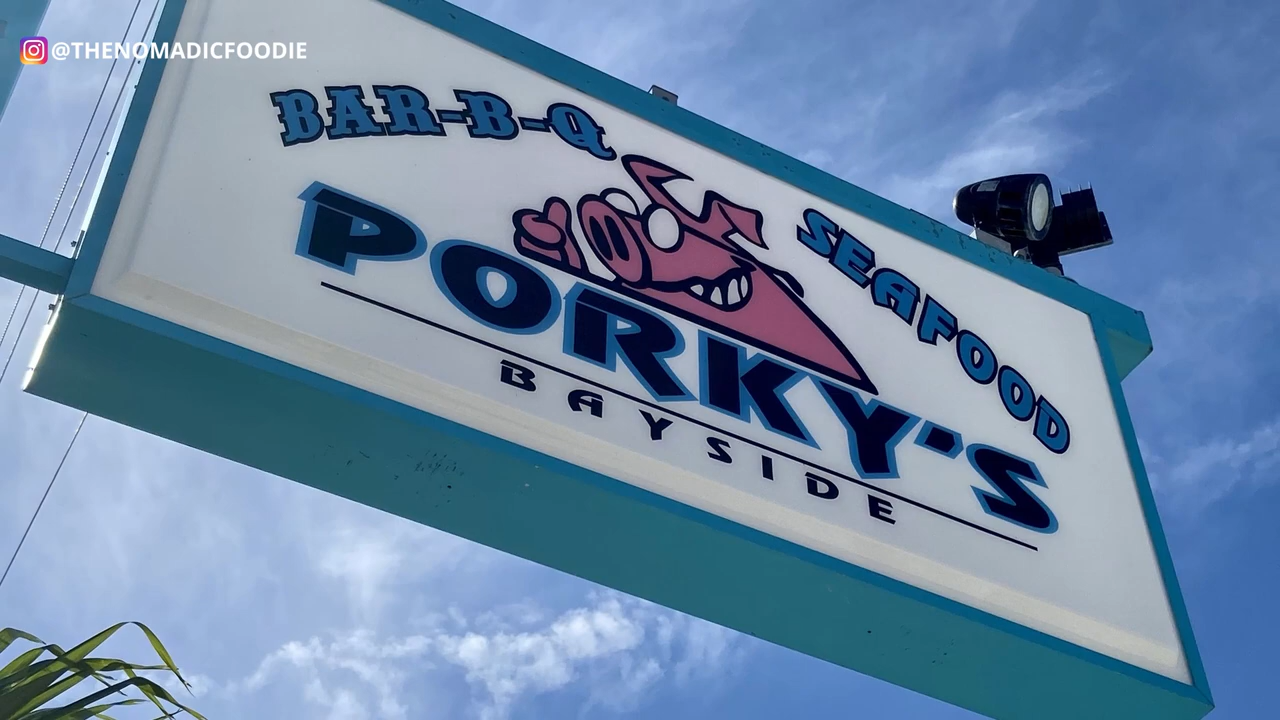 @THENOMADICFOODIE
BAR-B-Q
SEAFOOD
PORKY'S
BAYSIDE